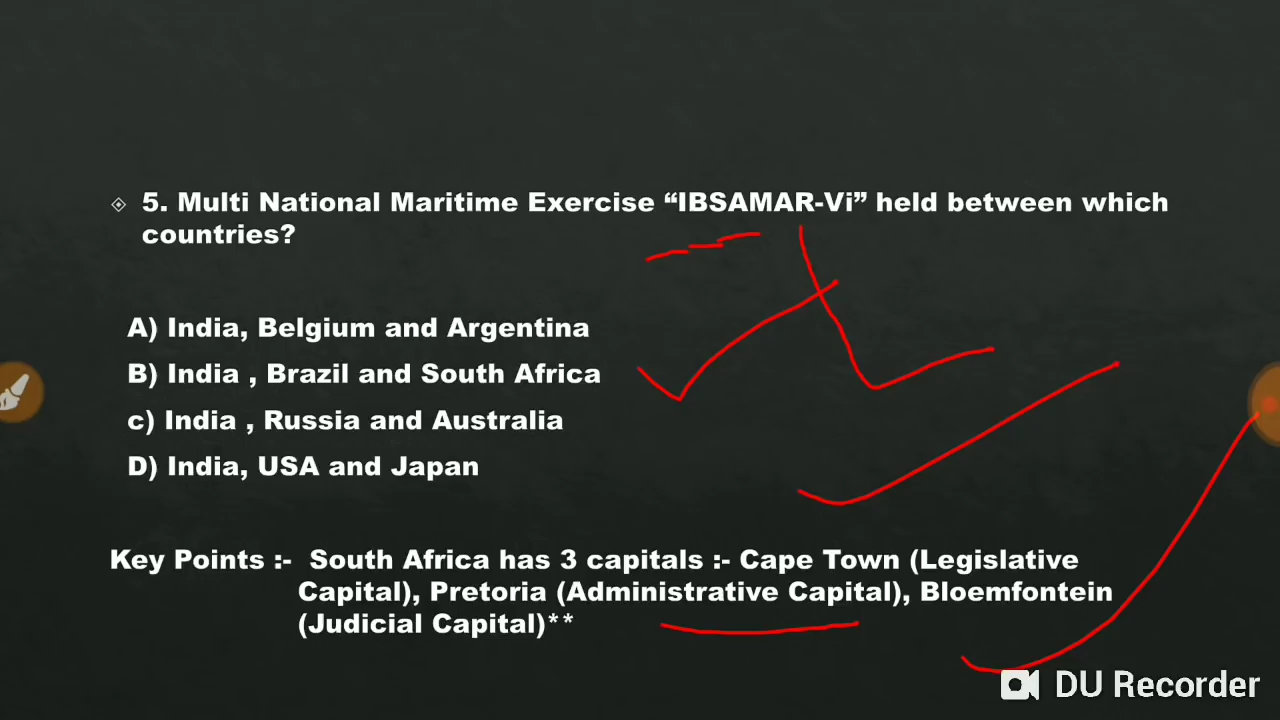 5. Multi National Maritime Exercise “IBSAMAR-Vi” held between which
countries?
A) India, Belgium and Argentina
B) India , Brazil and South Africa
c) India , Russia and Australia
D) India, USA and Japan
Key Points :- South Africa has 3 capitals :- Cape Town (Legislative
Capital), Pretoria (Administrative Capital), Bloemfontein
(Judicial Capital)**
DU Recorder